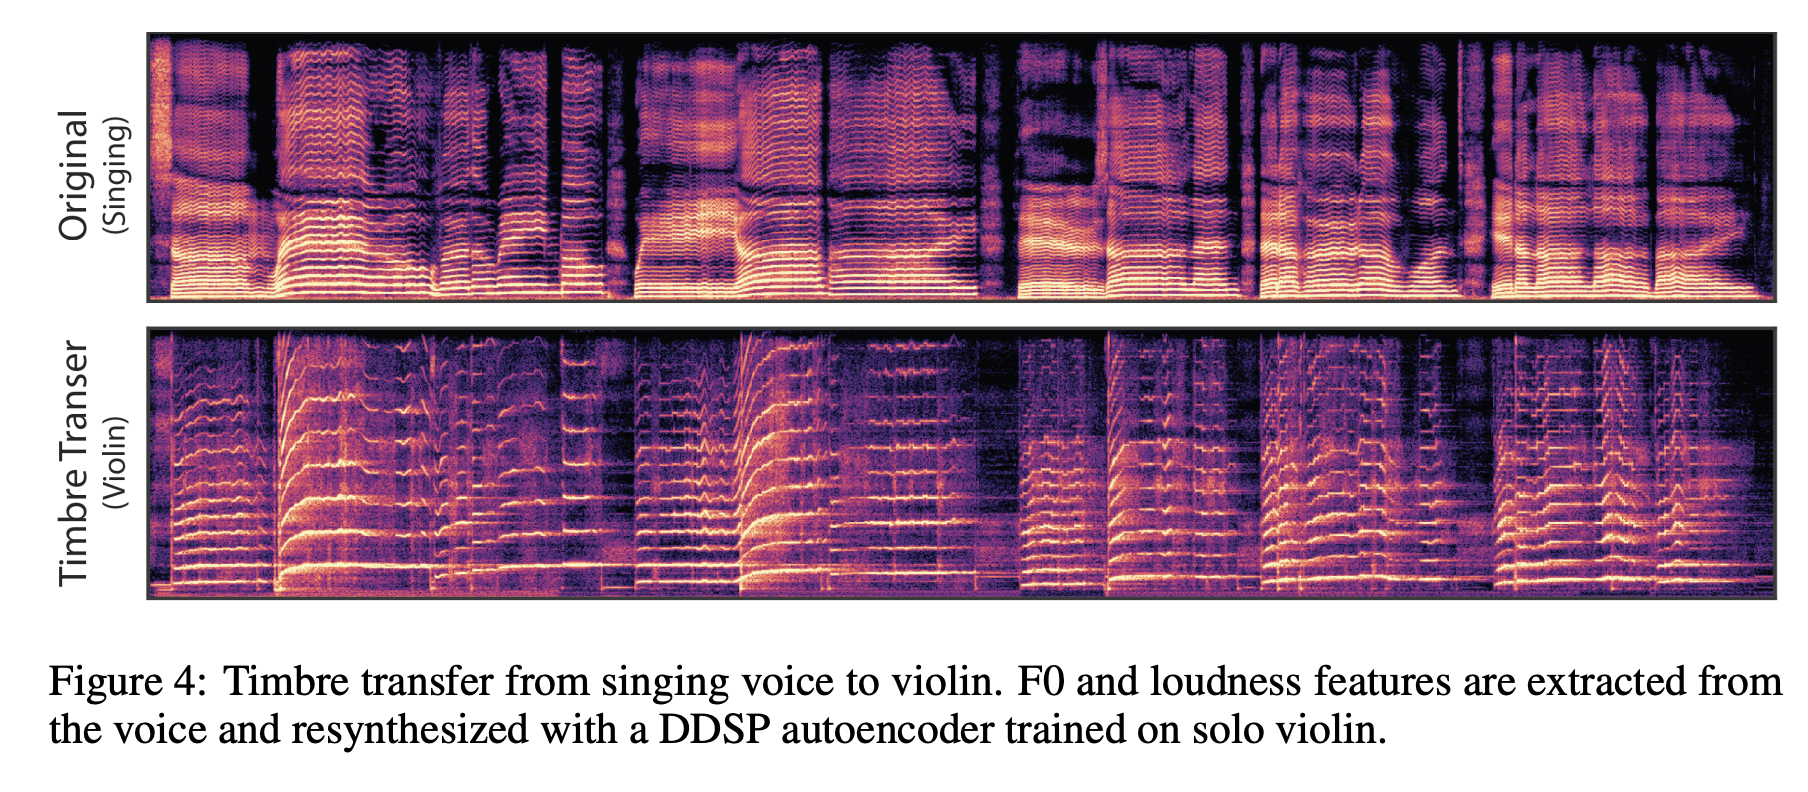 Original
(Singing)
Timbre Transer
(Violin)
Figure 4: Timbre transfer from singing voice to violin. F0 and loudness features are extracted from
the voice and resynthesized with a DDSP autoencoder trained on solo violin.